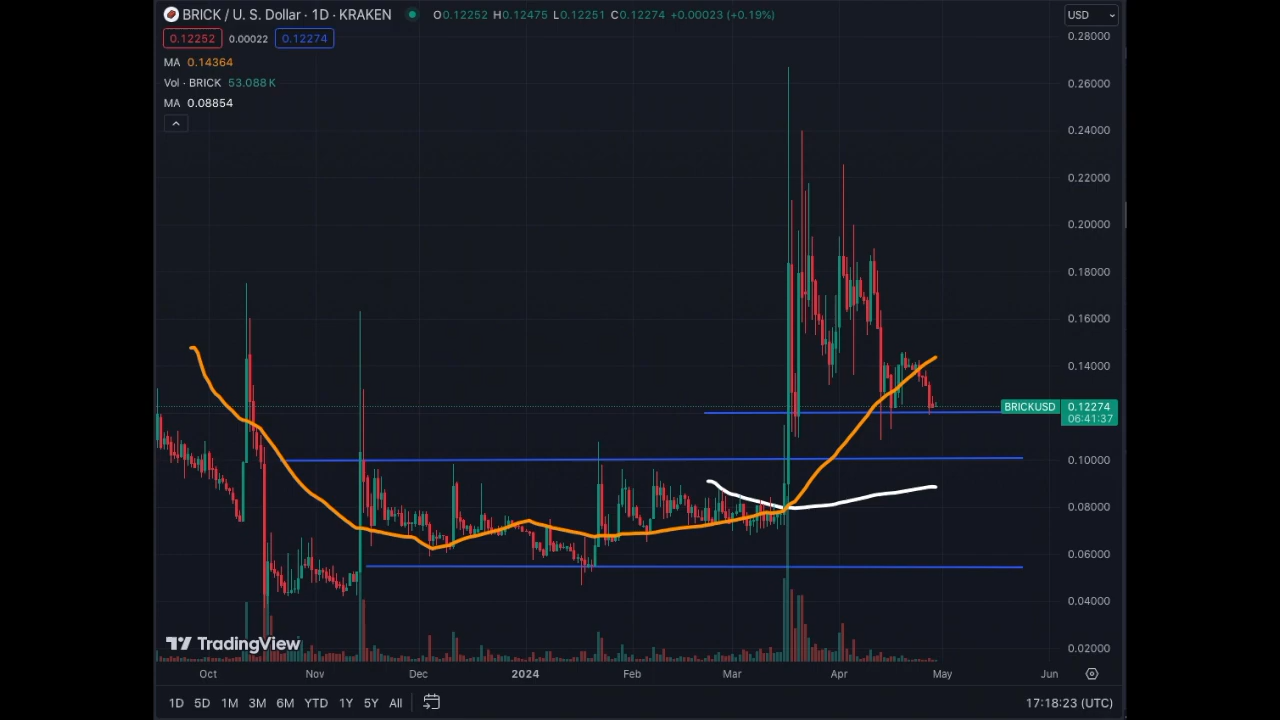 BRICK / U. S. Dollar · 1D · KRAKEN O0.12252 H0.12475 L0.12251 C0.12274 +0.00023 (+0.19%)
USD
0.12252 0.00022 0.12274
MA 0.14364
Vol · BRICK 53.088 K
MA 0.08854
0.28000
0.26000
0.24000
0.22000
0.20000
0.18000
0.16000
0.14000
BRICKUSD 0.12274
06:41:37
0.10000
0.08000
0.06000
0.04000
0.02000
TradingView
Oct Nov Dec 2024 Feb Mar Apr May Jun
1D 5D 1M 3M 6M YTD 1Y 5Y All 17:18:23 (UTC)